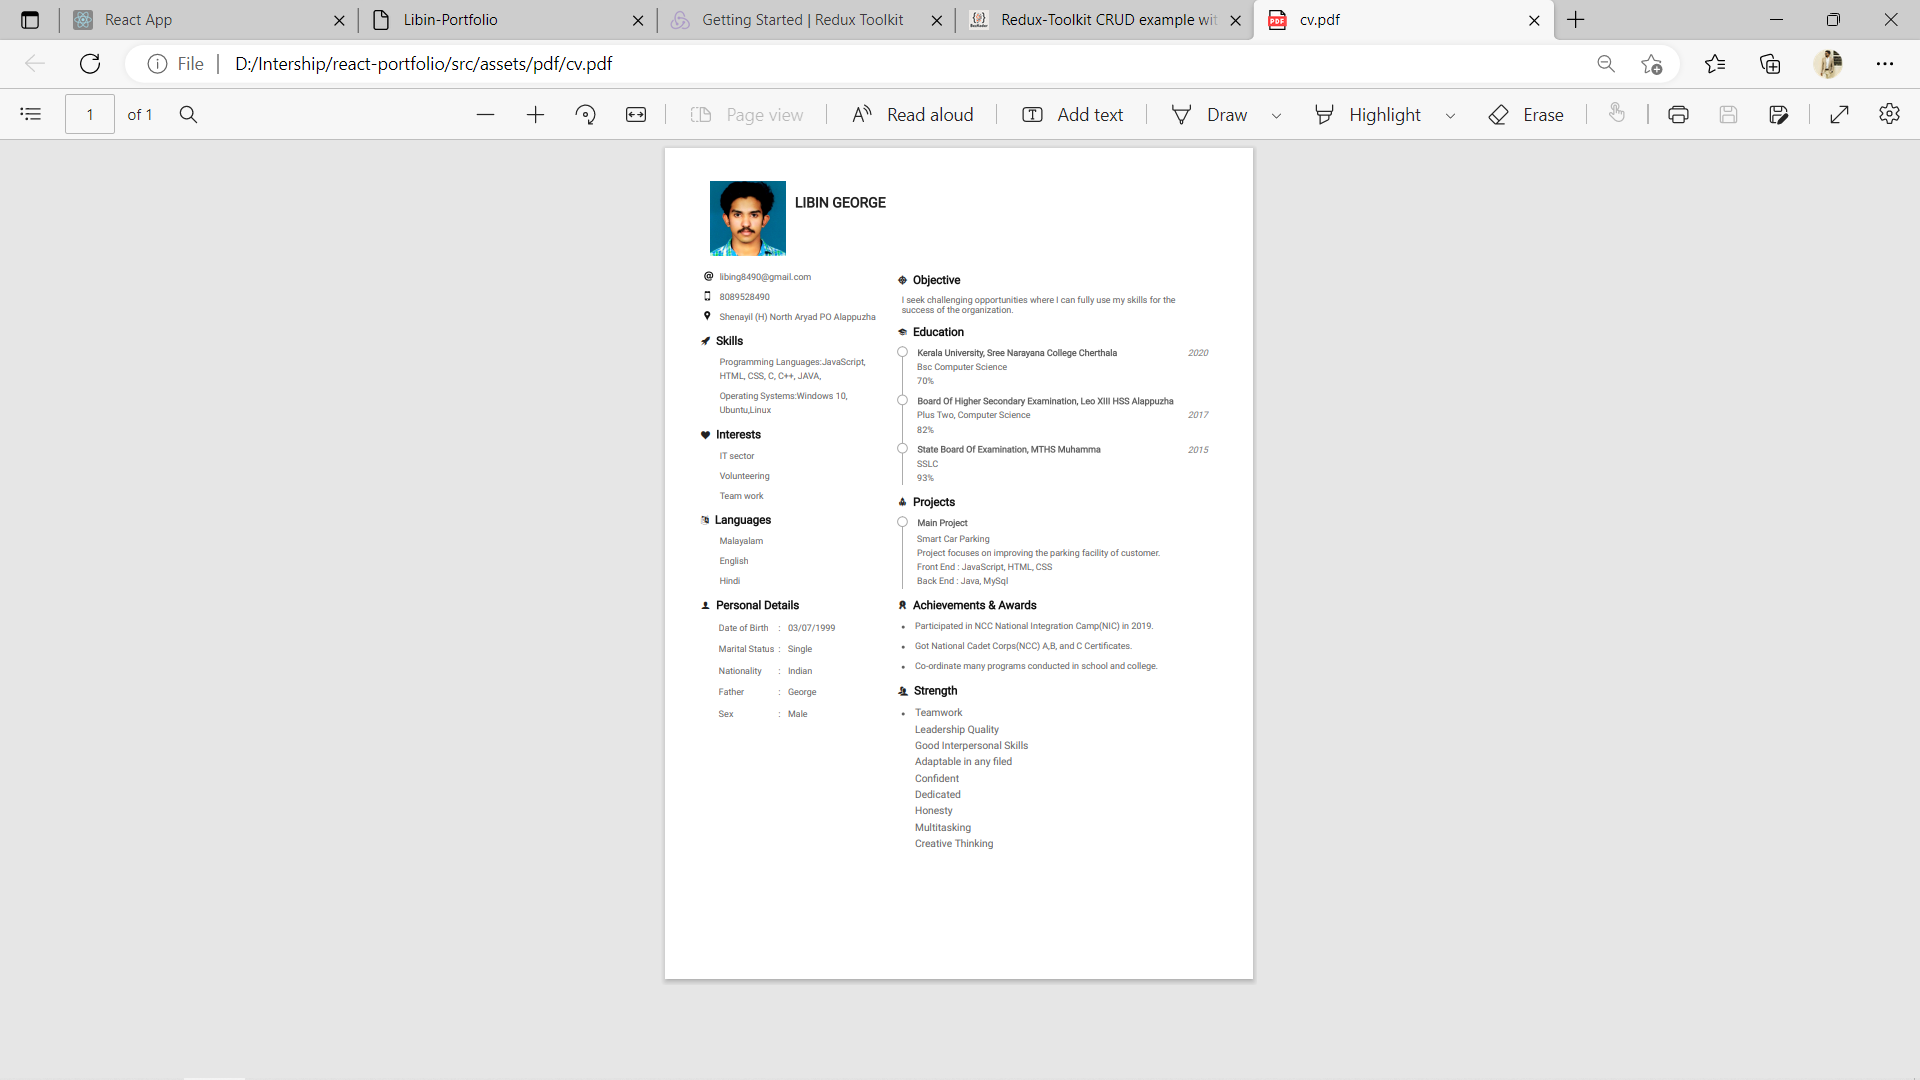 React App
Libin-Portfolio
Getting Started | Redux Toolkit
Redux-Toolkit CRUD example wit
cv.pdf
File
D:/Intership/react-portfolio/src/assets/pdf/cv.pdf
1 of 1
Page view
Read aloud
Add text
Draw
Highlight
Erase
LIBIN GEORGE
libing8490@gmail.com
8089528490
Shenayil (H) North Aryad PO Alappuzha
Skills
Programming Languages:JavaScript,
HTML, CSS, C, C++, JAVA,
Operating Systems:Windows 10,
Ubuntu,Linux
Interests
IT sector
Volunteering
Team work
Languages
Malayalam
English
Hindi
Personal Details
Date of Birth : 03/07/1999
Marital Status : Single
Nationality : Indian
Father : George
Sex : Male
Objective
I seek challenging opportunities where I can fully use my skills for the
success of the organization.
Education
Kerala University, Sree Narayana College Cherthala 2020
Bsc Computer Science
70%
Board Of Higher Secondary Examination, Leo XIII HSS Alappuzha
Plus Two, Computer Science 2017
82%
State Board Of Examination, MTHS Muhamma 2015
SSLC
93%
Projects
Main Project
Smart Car Parking
Project focuses on improving the parking facility of customer.
Front End : JavaScript, HTML, CSS
Back End : Java, MySql
Achievements & Awards
• Participated in NCC National Integration Camp(NIC) in 2019.
• Got National Cadet Corps(NCC) A,B, and C Certificates.
• Co-ordinate many programs conducted in school and college.
Strength
• Teamwork
Leadership Quality
Good Interpersonal Skills
Adaptable in any filed
Confident
Dedicated
Honesty
Multitasking
Creative Thinking